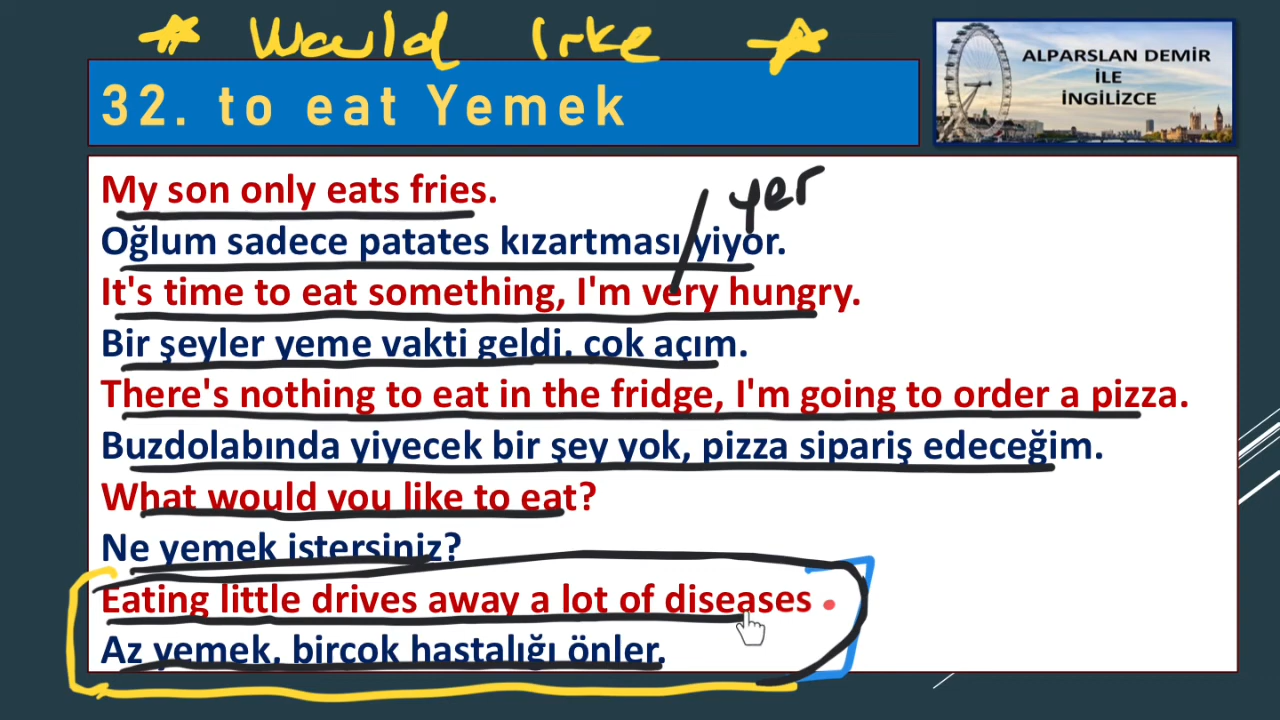 Would like
32. to eat Yemek
ALPARSLAN DEMİR
İLE
İNGİLİZCE
My son only eats fries.
yer
Oğlum sadece patates kızartması yiyor.
It's time to eat something, I'm very hungry.
Bir şeyler yeme vakti geldi, çok açım.
There's nothing to eat in the fridge, I'm going to order a pizza.
Buzdolabında yiyecek bir şey yok, pizza sipariş edeceğim.
What would you like to eat?
Ne yemek istersiniz?
Eating little drives away a lot of diseases
Az yemek, birçok hastalığı önler.